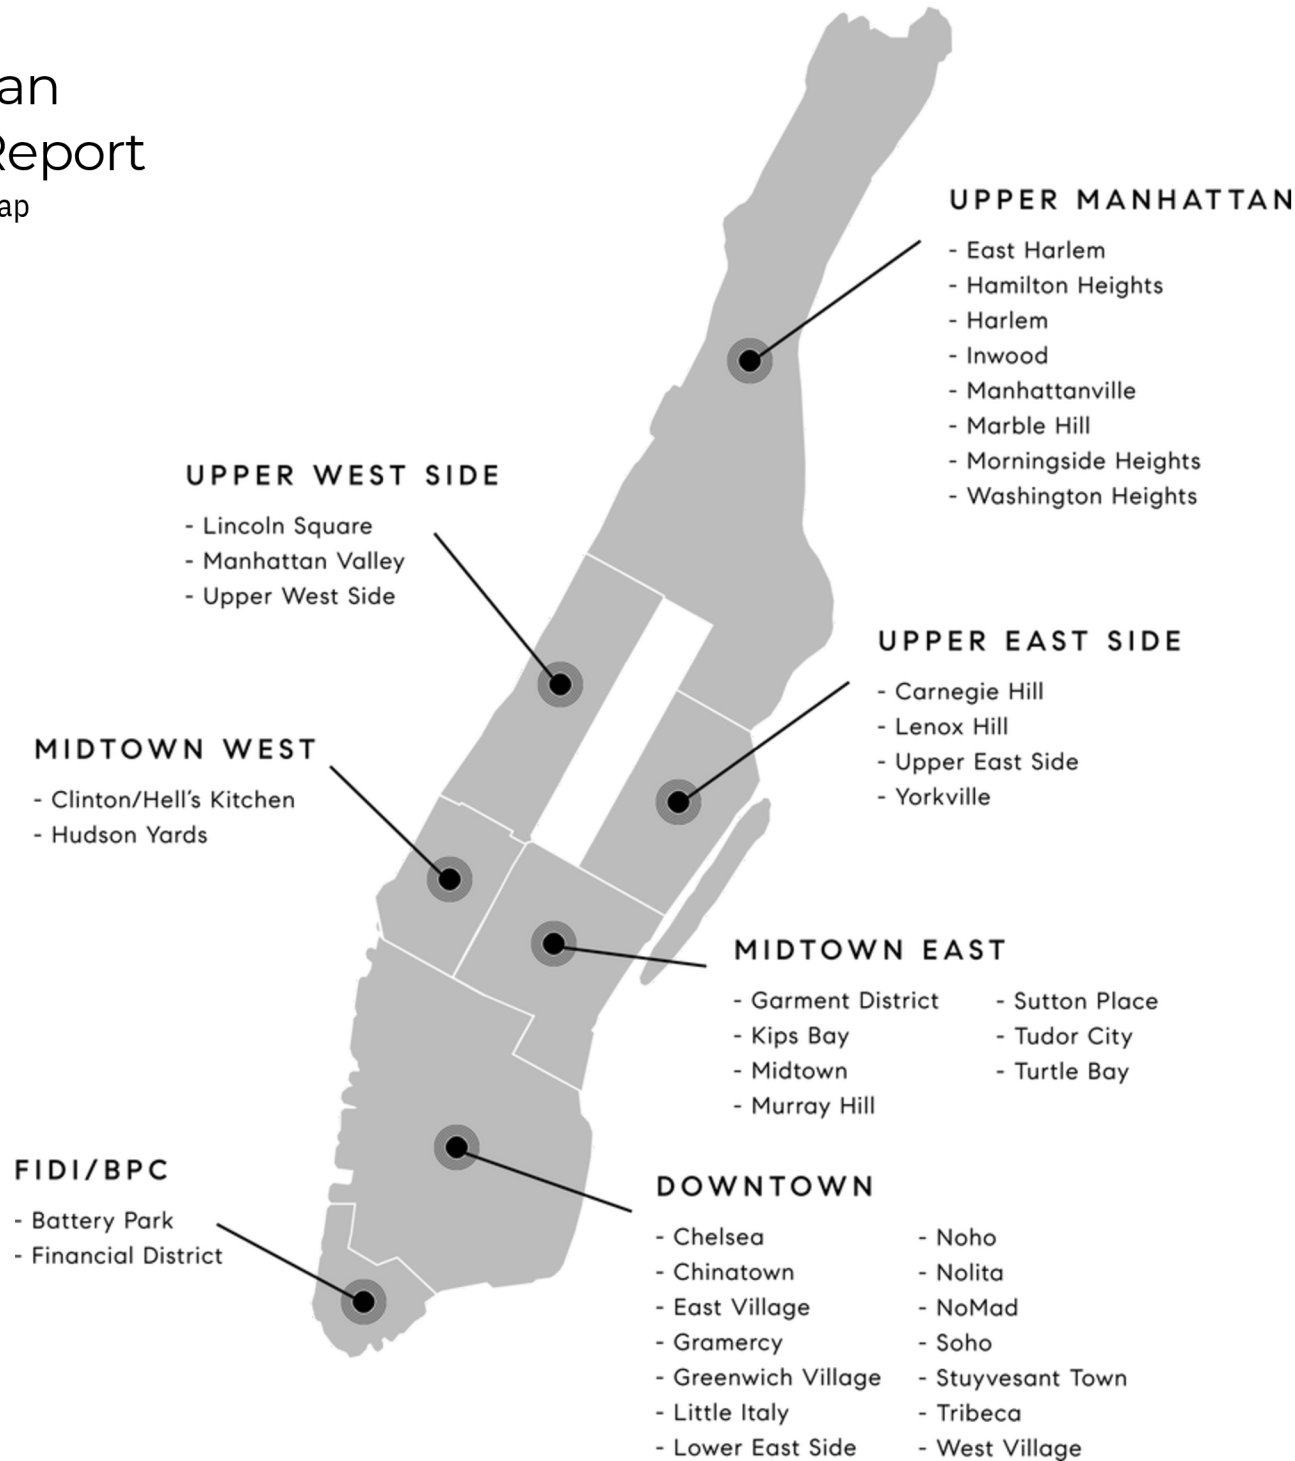 an
Report
ap
UPPER MANHATTAN
- East Harlem
- Hamilton Heights
- Harlem
- Inwood
- Manhattanville
- Marble Hill
- Morningside Heights
- Washington Heights
UPPER WEST SIDE
- Lincoln Square
- Manhattan Valley
- Upper West Side
UPPER EAST SIDE
- Carnegie Hill
- Lenox Hill
- Upper East Side
- Yorkville
MIDTOWN WEST
- Clinton/Hell's Kitchen
- Hudson Yards
MIDTOWN EAST
- Garment District
- Kips Bay
- Midtown
- Murray Hill
- Sutton Place
- Tudor City
- Turtle Bay
FIDI/BPC
- Battery Park
- Financial District
DOWNTOWN
- Chelsea
- Chinatown
- East Village
- Gramercy
- Greenwich Village
- Little Italy
- Lower East Side
- Noho
- Nolita
- NoMad
- Soho
- Stuyvesant Town
- Tribeca
- West Village